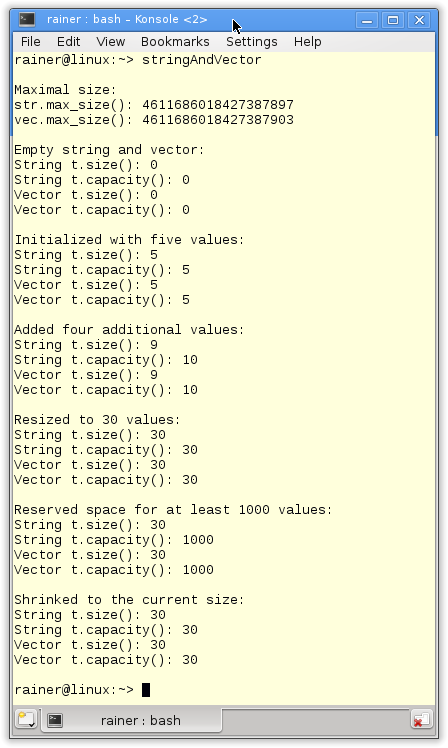 rainer : bash – Konsole <2>
File Edit View Bookmarks Settings Help
rainer@linux:~> stringAndVector
Maximal size:
str.max_size(): 4611686018427387897
vec.max_size(): 4611686018427387903
Empty string and vector:
String t.size(): 0
String t.capacity(): 0
Vector t.size(): 0
Vector t.capacity(): 0
Initialized with five values:
String t.size(): 5
String t.capacity(): 5
Vector t.size(): 5
Vector t.capacity(): 5
Added four additional values:
String t.size(): 9
String t.capacity(): 10
Vector t.size(): 9
Vector t.capacity(): 10
Resized to 30 values:
String t.size(): 30
String t.capacity(): 30
Vector t.size(): 30
Vector t.capacity(): 30
Reserved space for at least 1000 values:
String t.size(): 30
String t.capacity(): 1000
Vector t.size(): 30
Vector t.capacity(): 1000
Shrinked to the current size:
String t.size(): 30
String t.capacity(): 30
Vector t.size(): 30
Vector t.capacity(): 30
rainer@linux:~>
rainer : bash